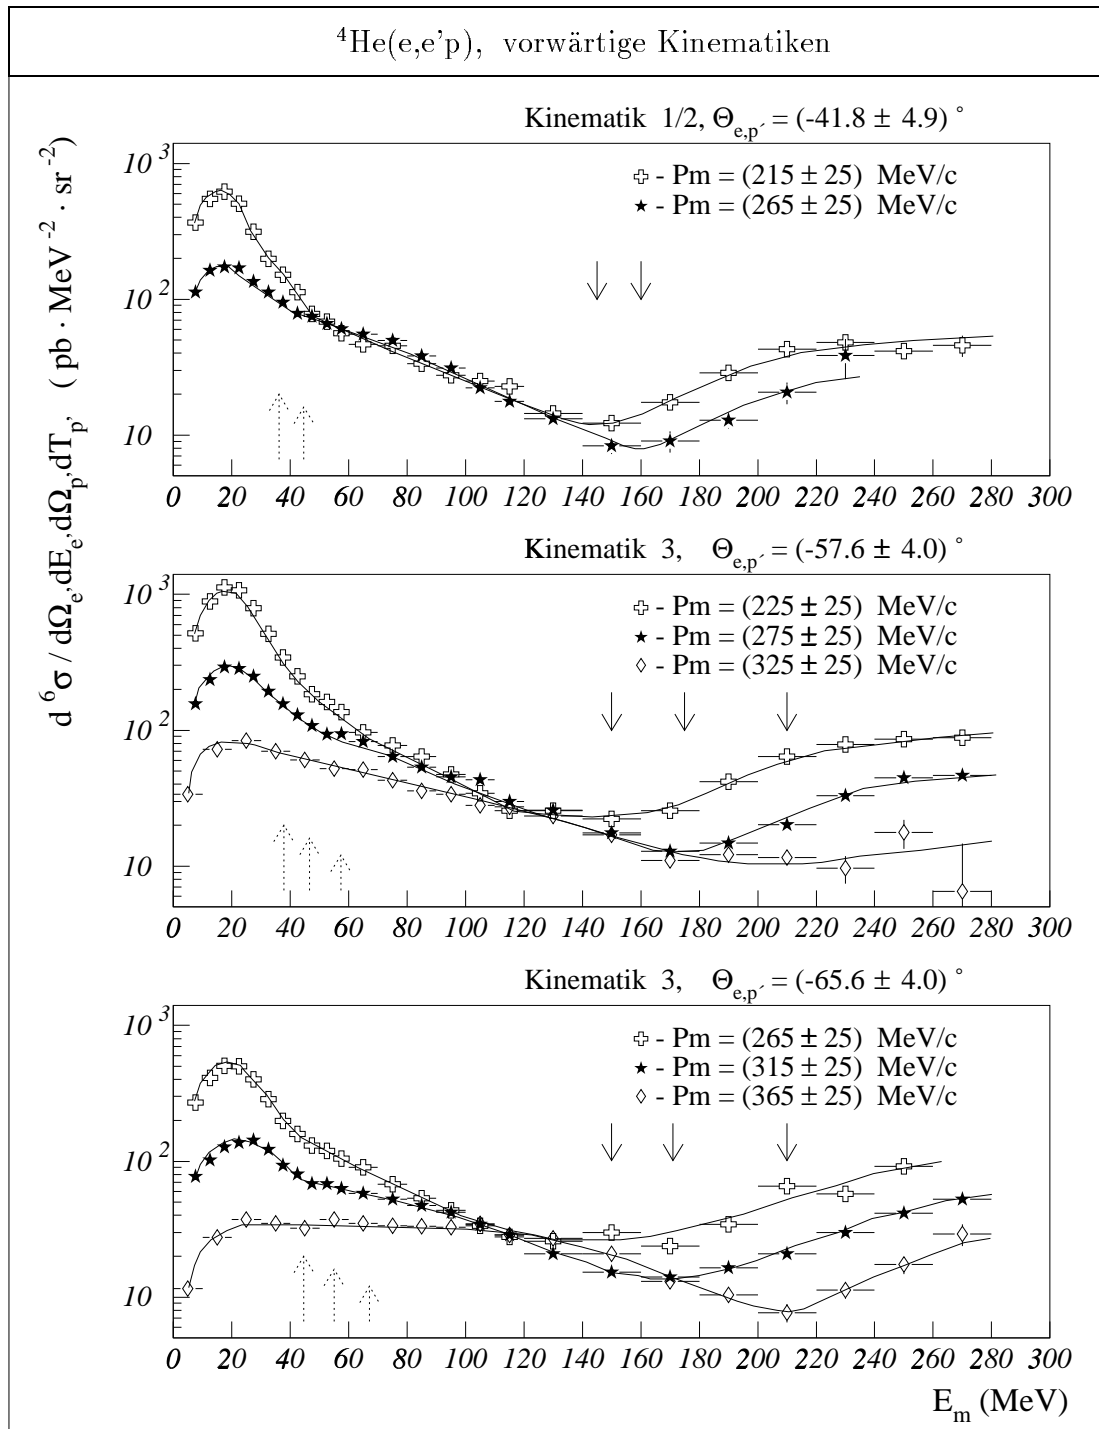 ⁴He(e,e'p), vorwärtige Kinematiken
d ⁶σ / dΩₑ,dEₑ,dΩₚ,dTₚ, ( pb · MeV⁻² · sr⁻² )
Kinematik 1/2, Θ_e,p´ = (-41.8 ± 4.9) °
- Pm = (215 ± 25) MeV/c
- Pm = (265 ± 25) MeV/c
10³
10²
10
0 20 40 60 80 100 120 140 160 180 200 220 240 260 280 300
Kinematik 3, Θ_e,p´ = (-57.6 ± 4.0) °
- Pm = (225 ± 25) MeV/c
- Pm = (275 ± 25) MeV/c
- Pm = (325 ± 25) MeV/c
10³
10²
10
0 20 40 60 80 100 120 140 160 180 200 220 240 260 280 300
Kinematik 3, Θ_e,p´ = (-65.6 ± 4.0) °
- Pm = (265 ± 25) MeV/c
- Pm = (315 ± 25) MeV/c
- Pm = (365 ± 25) MeV/c
10³
10²
10
0 20 40 60 80 100 120 140 160 180 200 220 240 260 280 300
E_m (MeV)